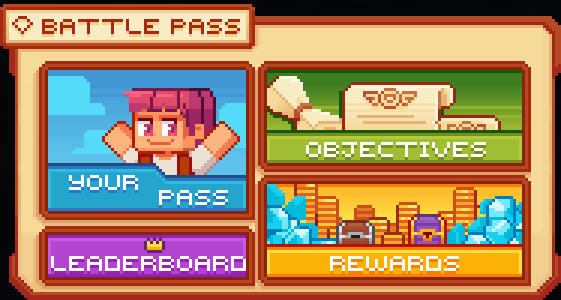 BATTLE PASS
YOUR
PASS
OBJECTIVES
LEADERBOARD
REWARDS